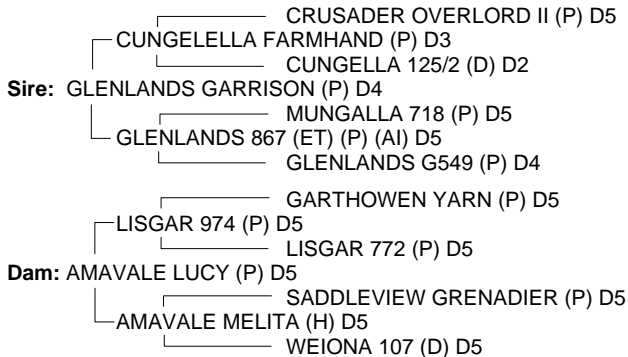 CRUSADER OVERLORD II (P) D5
CUNGELELLA FARMHAND (P) D3
CUNGELLA 125/2 (D) D2
Sire: GLENLANDS GARRISON (P) D4
MUNGALLA 718 (P) D5
GLENLANDS 867 (ET) (P) (AI) D5
GLENLANDS G549 (P) D4
GARTHOWEN YARN (P) D5
LISGAR 974 (P) D5
LISGAR 772 (P) D5
Dam: AMAVALE LUCY (P) D5
SADDLEVIEW GRENADIER (P) D5
AMAVALE MELITA (H) D5
WEIONA 107 (D) D5